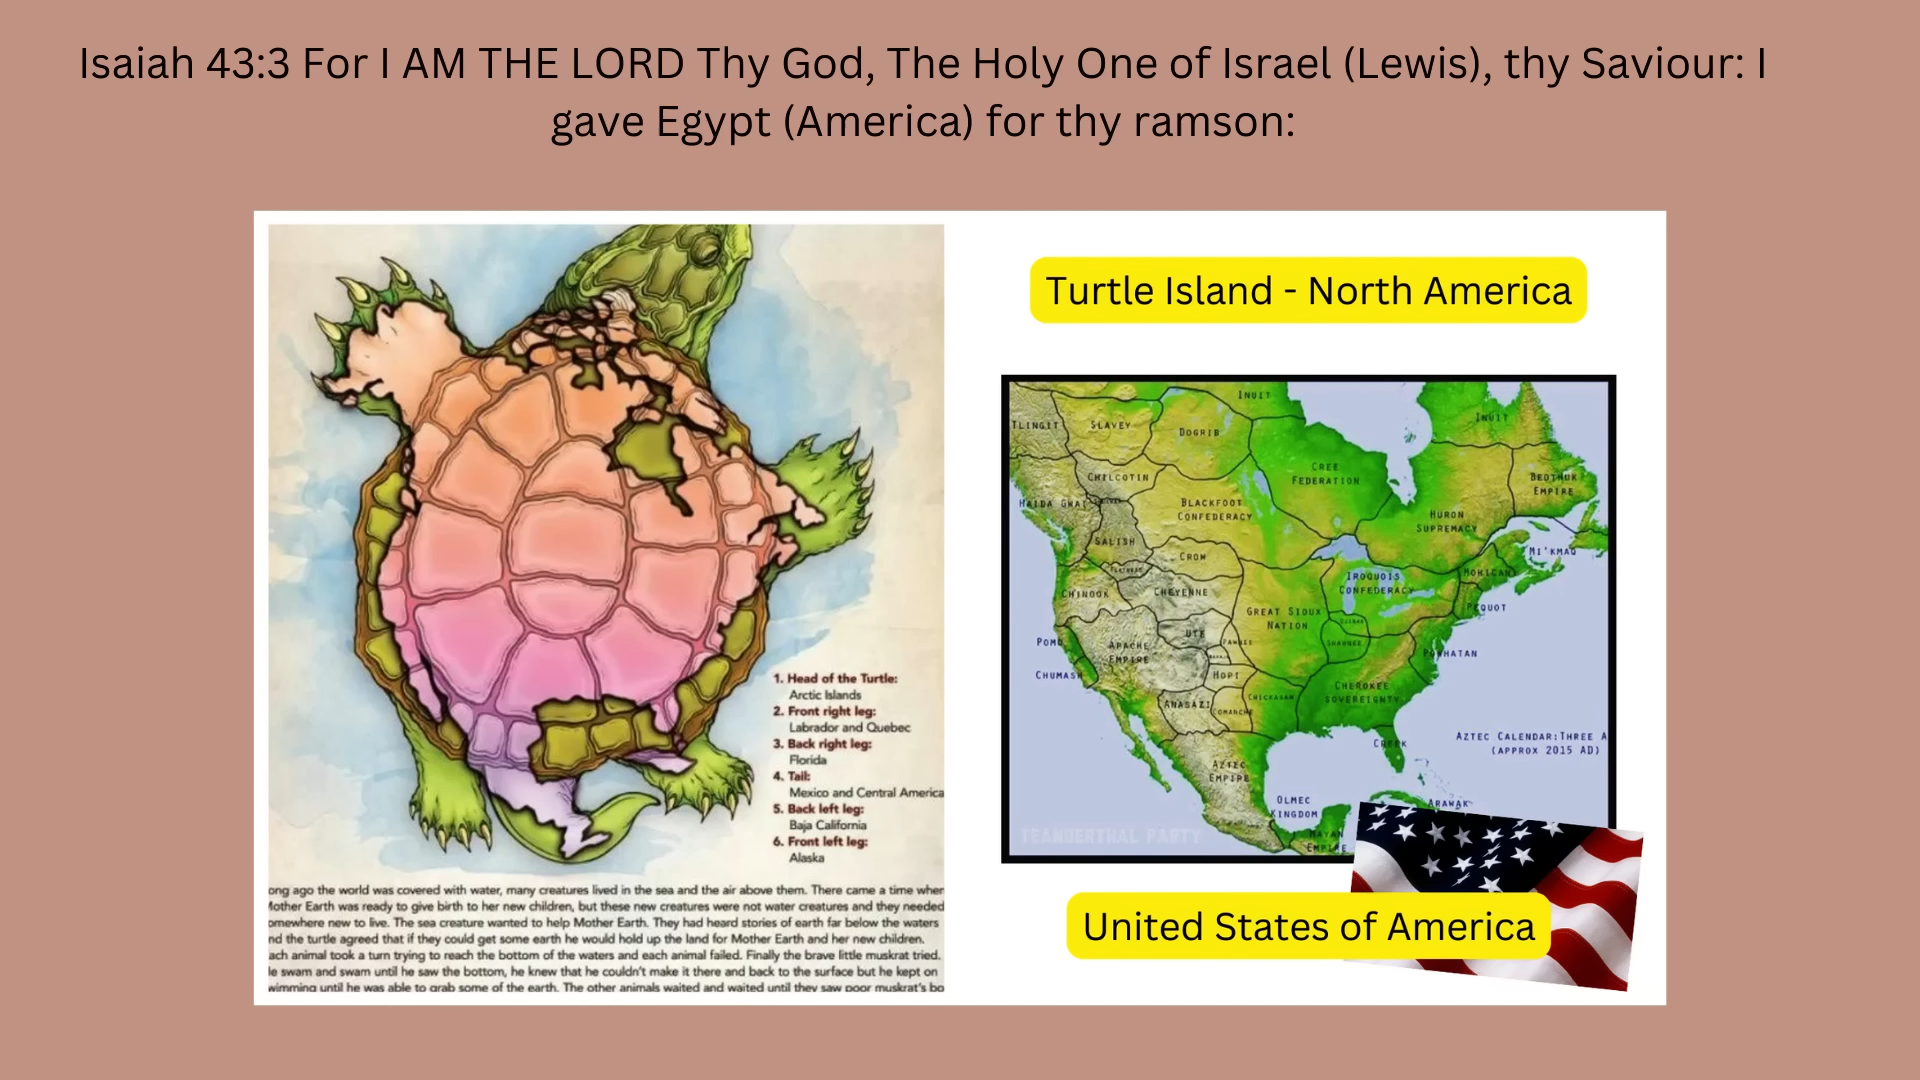 Isaiah 43:3 For I AM THE LORD Thy God, The Holy One of Israel (Lewis), thy Saviour: I
gave Egypt (America) for thy ramson:
1. Head of the Turtle:
Arctic Islands
2. Front right leg:
Labrador and Quebec
3. Back right leg:
Florida
4. Tail:
Mexico and Central America
5. Back left leg:
Baja California
6. Front left leg:
Alaska
ong ago the world was covered with water, many creatures lived in the sea and the air above them. There came a time when
Mother Earth was ready to give birth to her new children, but these new creatures were not water creatures and they needed
omewhere new to live. The sea creature wanted to help Mother Earth. They had heard stories of earth far below the waters
nd the turtle agreed that if they could get some earth he would hold up the land for Mother Earth and her new children.
ach animal took a turn trying to reach the bottom of the waters and each animal failed. Finally the brave little muskrat tried.
He swam and swam until he saw the bottom, he knew that he couldn't make it there and back to the surface but he kept on
wimming until he was able to grab some of the earth. The other animals waited and waited until they saw poor muskrat's bo
Turtle Island - North America
INUIT
INUIT
TLINGIT
SLAVEY
DOGRIB
CREE
FEDERATION
CHILCOTIN
BEOTHUK
EMPIRE
HAIDA GWAI
BLACKFOOT
CONFEDERACY
HURON
SUPREMACY
SALISH
MI'KMAQ
CROW
MOHICAN
IROQUOIS
CONFEDERACY
CHINOOK
CHEYENNE
PEQUOT
GREAT SIOUX
NATION
UTE
PAWNEE
SHAWNEE
POMO
APACHE
EMPIRE
POWHATAN
CHUMASH
HOPI
CHEROKEE
SOVEREIGNTY
CHICKASAW
ANASAZI
COMANCHE
CREEK
AZTEC CALENDAR:THREE A
(APPROX 2015 AD)
AZTEC
EMPIRE
OLMEC
KINGDOM
ARAWAK
MAYAN
EMPIRE
TEANDERTHAL PARTY
United States of America